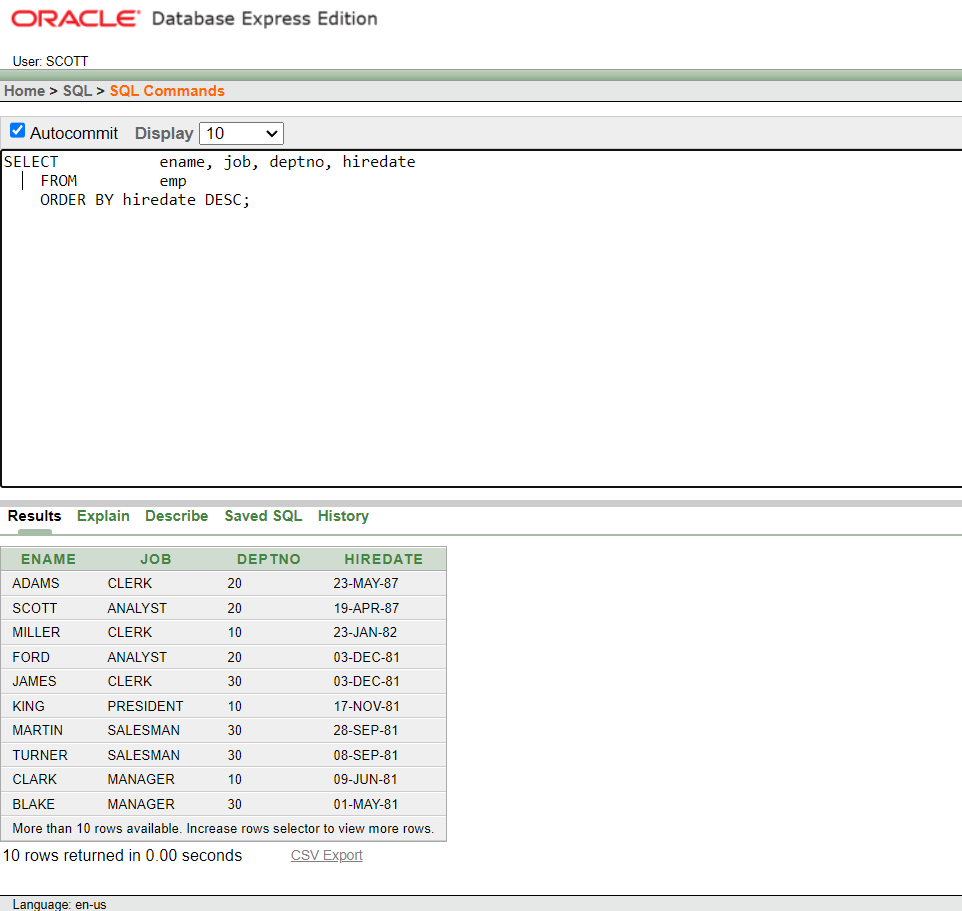 ORACLE Database Express Edition
User: SCOTT
Home > SQL > SQL Commands
Autocommit Display 10
SELECT ename, job, deptno, hiredate
FROM emp
ORDER BY hiredate DESC;
Results Explain Describe Saved SQL History
ENAME JOB DEPTNO HIREDATE
ADAMS CLERK 20 23-MAY-87
SCOTT ANALYST 20 19-APR-87
MILLER CLERK 10 23-JAN-82
FORD ANALYST 20 03-DEC-81
JAMES CLERK 30 03-DEC-81
KING PRESIDENT 10 17-NOV-81
MARTIN SALESMAN 30 28-SEP-81
TURNER SALESMAN 30 08-SEP-81
CLARK MANAGER 10 09-JUN-81
BLAKE MANAGER 30 01-MAY-81
More than 10 rows available. Increase rows selector to view more rows.
10 rows returned in 0.00 seconds CSV Export
Language: en-us